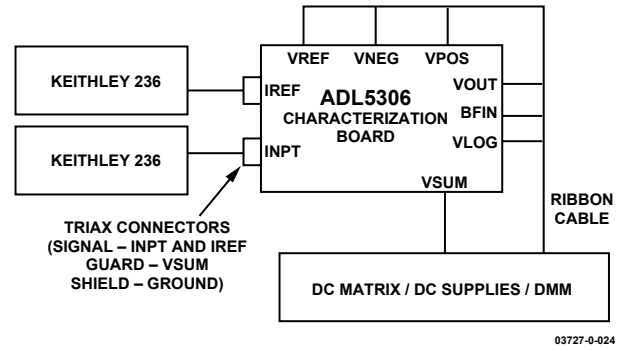 VREF VNEG VPOS
KEITHLEY 236
IREF
VOUT
ADL5306
CHARACTERIZATION
BOARD
BFIN
VLOG
KEITHLEY 236
INPT
VSUM
TRIAX CONNECTORS
(SIGNAL – INPT AND IREF
GUARD – VSUM
SHIELD – GROUND)
RIBBON
CABLE
DC MATRIX / DC SUPPLIES / DMM
03727-0-024